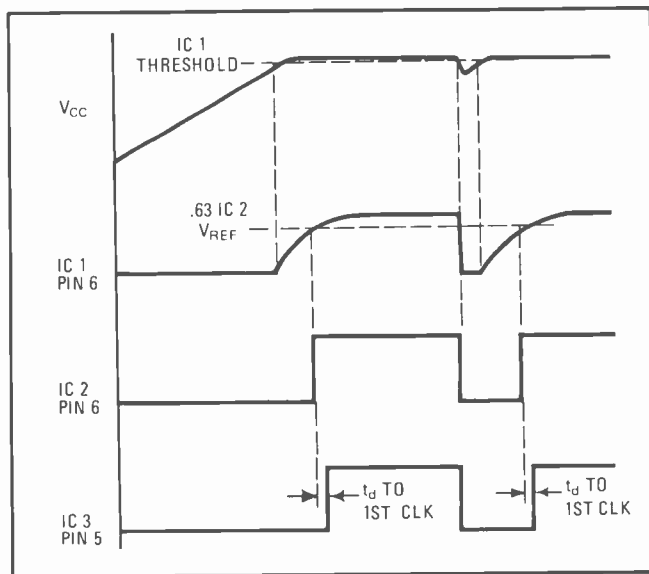 IC 1
THRESHOLD
VCC
.63 IC 2
VREF
IC 1
PIN 6
IC 2
PIN 6
td TO
1ST CLK
td TO
1ST CLK
IC 3
PIN 5